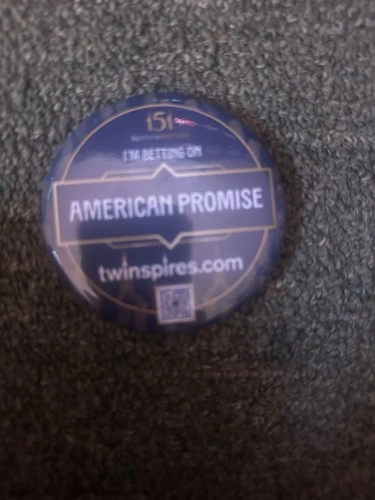 151
I'M BETTING ON
AMERICAN PROMISE
twinspires.com